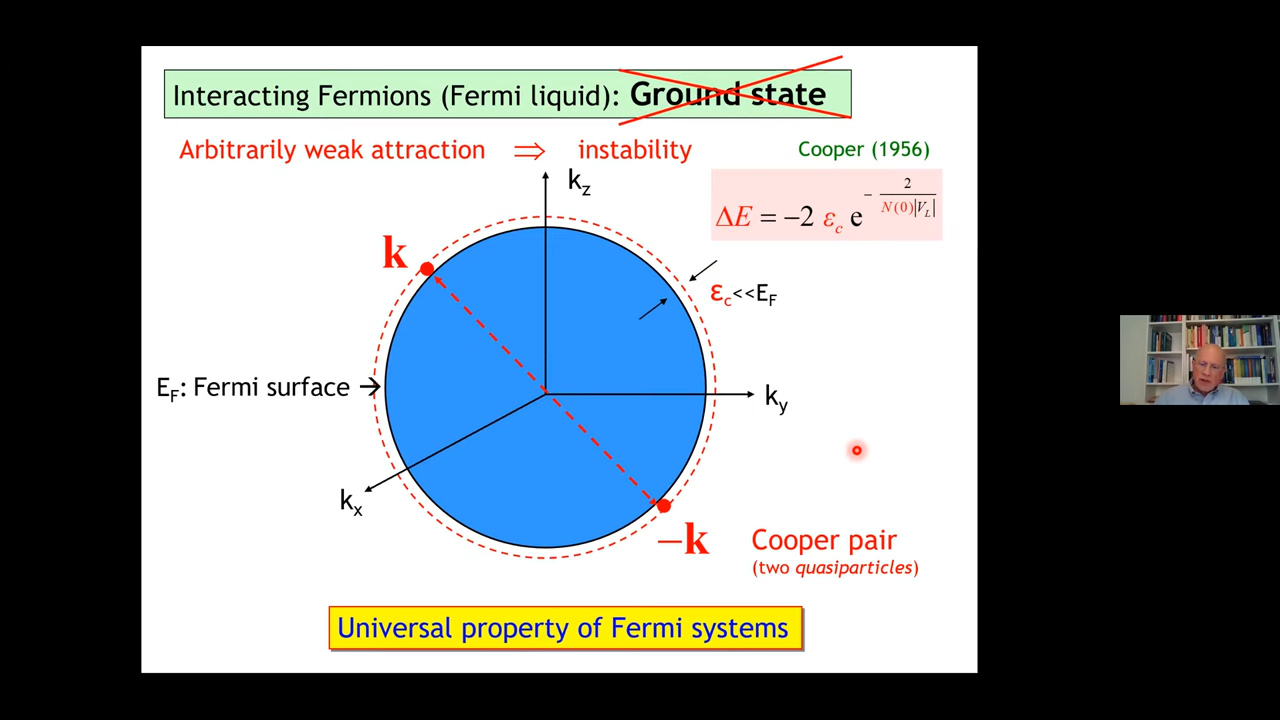 Interacting Fermions (Fermi liquid): Ground state
Arbitrarily weak attraction ⇒ instability
Cooper (1956)
k_z
ΔE = −2 ε_c e^{− 2 / N(0)|V_L|}
k
ε_c<<E_F
E_F: Fermi surface →
k_y
k_x
−k
Cooper pair
(two quasiparticles)
Universal property of Fermi systems